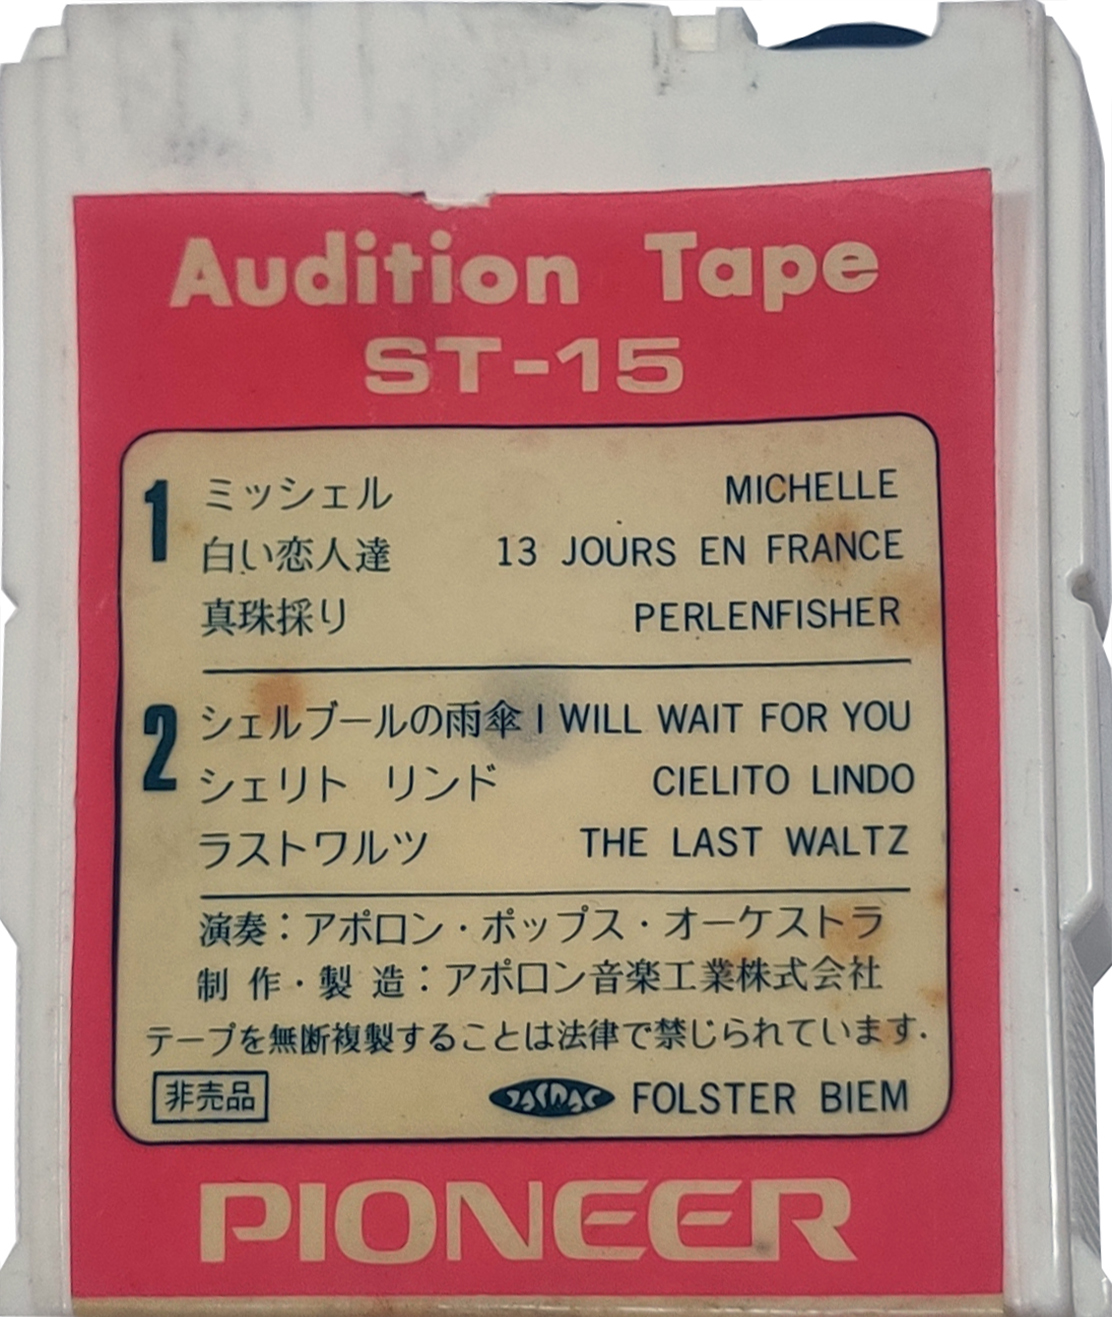 Audition Tape
ST-15
1 ミッシェル MICHELLE
白い恋人達 13 JOURS EN FRANCE
真珠採り PERLENFISHER
2 シェルブールの雨傘 I WILL WAIT FOR YOU
シェリト リンド CIELITO LINDO
ラストワルツ THE LAST WALTZ
演奏：アポロン・ポップス・オーケストラ
制作・製造：アポロン音楽工業株式会社
テープを無断複製することは法律で禁じられています.
非売品 JASRAC FOLSTER BIEM
PIONEER